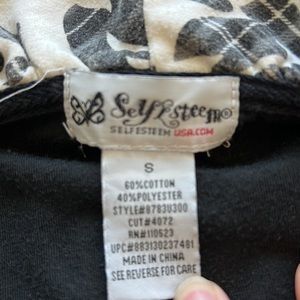 Self Esteem®
SELFESTEEM USA.COM
S
60%COTTON
40%POLYESTER
STYLE#8783U300
CUT#4072
RN#110523
UPC#883130237481
MADE IN CHINA
SEE REVERSE FOR CARE